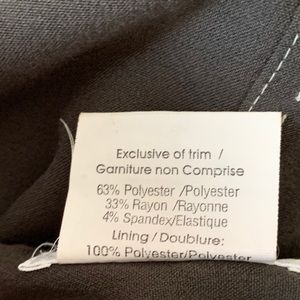 Exclusive of trim /
Garniture non Comprise
63% Polyester /Polyester
33% Rayon /Rayonne
4% Spandex/Elastique
Lining / Doublure:
100% Polyester/Polyester